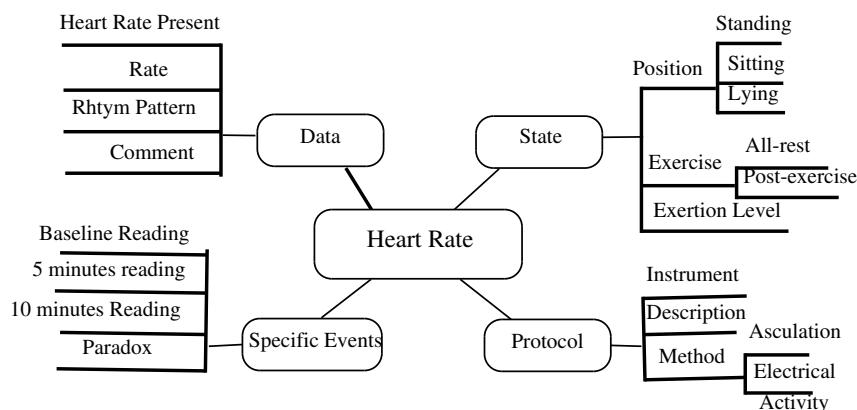 Heart Rate Present
Rate
Rhtym Pattern
Comment
Data
State
Standing
Position
Sitting
Lying
All-rest
Exercise
Post-exercise
Exertion Level
Heart Rate
Baseline Reading
5 minutes reading
10 minutes Reading
Paradox
Specific Events
Protocol
Instrument
Description
Method
Asculation
Electrical
Activity